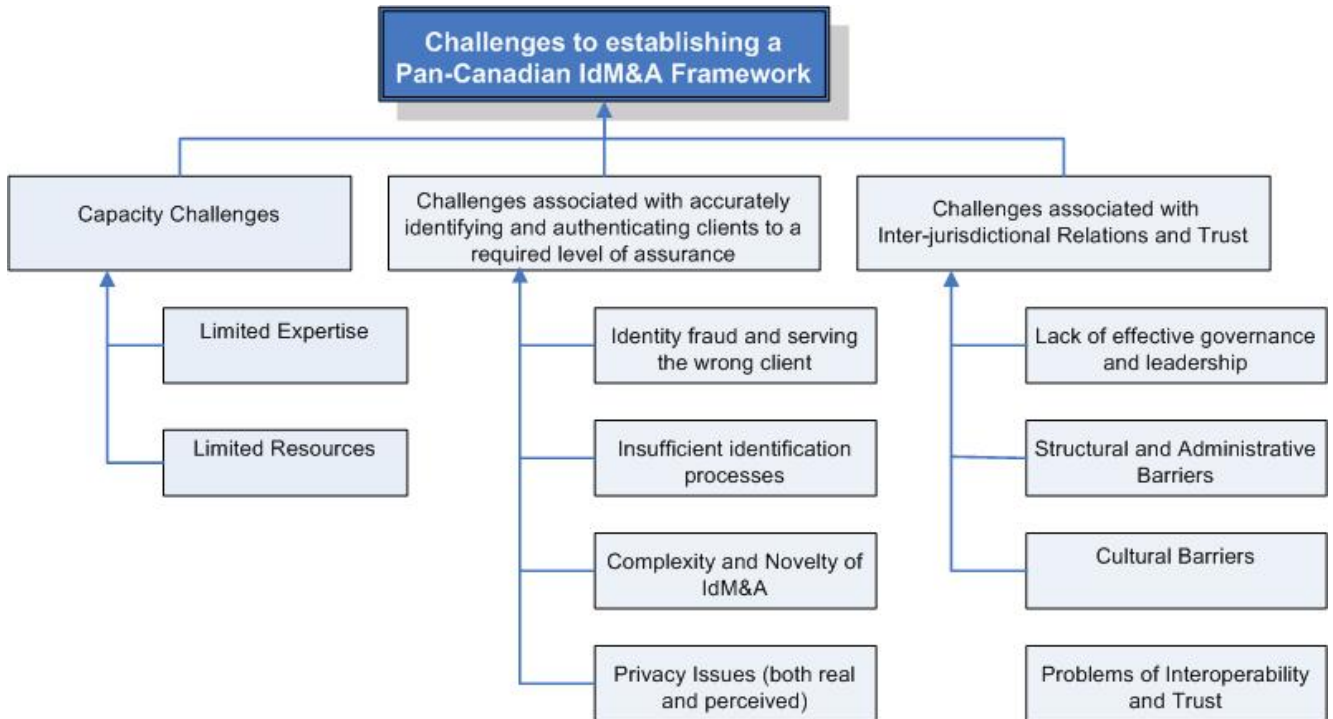 Challenges to establishing a
Pan-Canadian IdM&A Framework
Capacity Challenges
Limited Expertise
Limited Resources
Challenges associated with accurately
identifying and authenticating clients to a
required level of assurance
Identity fraud and serving
the wrong client
Insufficient identification
processes
Complexity and Novelty of
IdM&A
Privacy Issues (both real
and perceived)
Challenges associated with
Inter-jurisdictional Relations and Trust
Lack of effective governance
and leadership
Structural and Administrative
Barriers
Cultural Barriers
Problems of Interoperability
and Trust